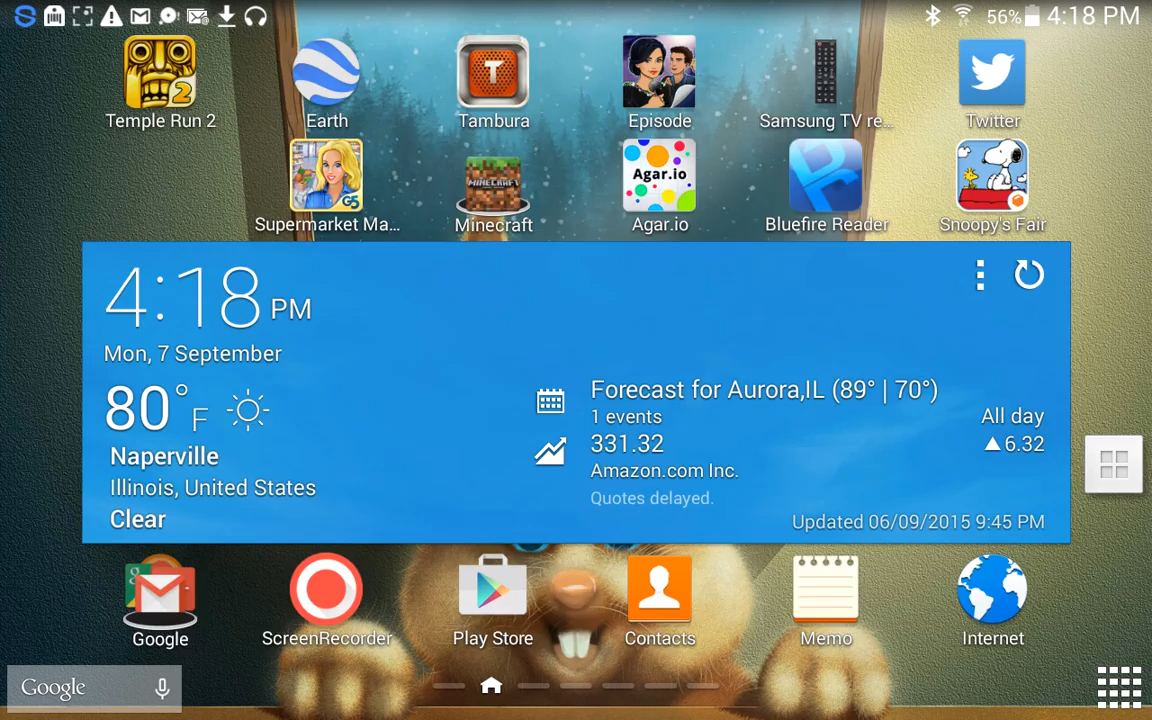 56% 4:18 PM
Temple Run 2
Earth
Tambura
Episode
Samsung TV re...
Twitter
Supermarket Ma...
Minecraft
Agar.io
Bluefire Reader
Snoopy's Fair
2
T
G5
MINECRAFT
Agar.io
4:18 PM
Mon, 7 September
80° F
Naperville
Illinois, United States
Clear
Forecast for Aurora,IL (89° | 70°)
1 events
All day
331.32
▲6.32
Amazon.com Inc.
Quotes delayed.
Updated 06/09/2015 9:45 PM
Google
ScreenRecorder
Play Store
Contacts
Memo
Internet
Google